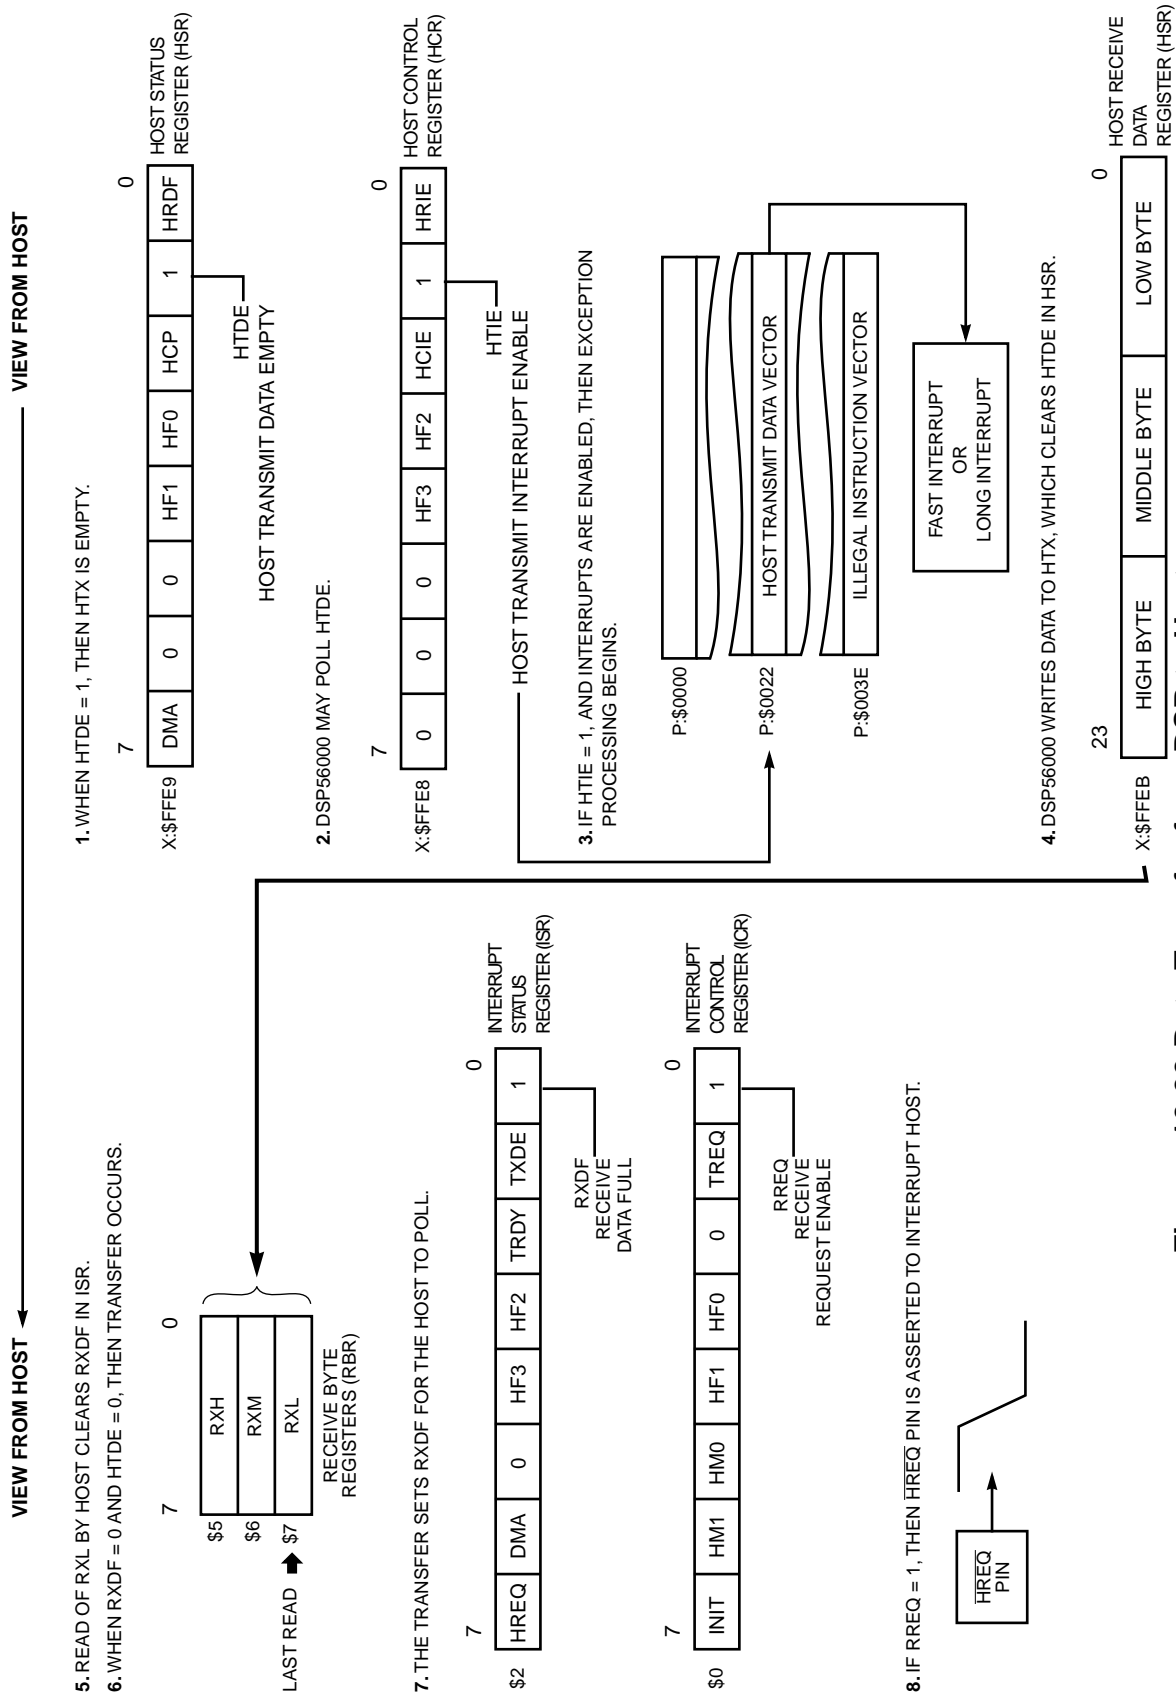 VIEW FROM HOST
VIEW FROM HOST
5. READ OF RXL BY HOST CLEARS RXDF IN ISR.
6. WHEN RXDF = 0 AND HTDE = 0, THEN TRANSFER OCCURS.
7 0
$5 RXH
$6 RXM
LAST READ $7 RXL
RECEIVE BYTE
REGISTERS (RBR)
7. THE TRANSFER SETS RXDF FOR THE HOST TO POLL.
7 0
$2 HREQ DMA 0 HF3 HF2 TRDY TXDE 1
INTERRUPT
STATUS
REGISTER (ISR)
RXDF
RECEIVE
DATA FULL
7 0
$0 INIT HM1 HM0 HF1 HF0 0 TREQ 1
INTERRUPT
CONTROL
REGISTER (ICR)
RREQ
RECEIVE
REQUEST ENABLE
8. IF RREQ = 1, THEN HREQ PIN IS ASSERTED TO INTERRUPT HOST.
HREQ
PIN
1. WHEN HTDE = 1, THEN HTX IS EMPTY.
7 0
X:$FFE9 DMA 0 0 HF1 HF0 HCP 1 HRDF
HOST STATUS
REGISTER (HSR)
HTDE
HOST TRANSMIT DATA EMPTY
2. DSP56000 MAY POLL HTDE.
7 0
X:$FFE8 0 0 0 HF3 HF2 HCIE 1 HRIE
HOST CONTROL
REGISTER (HCR)
HTIE
HOST TRANSMIT INTERRUPT ENABLE
3. IF HTIE = 1, AND INTERRUPTS ARE ENABLED, THEN EXCEPTION
PROCESSING BEGINS.
P:$0000
P:$0022 HOST TRANSMIT DATA VECTOR
P:$003E ILLEGAL INSTRUCTION VECTOR
FAST INTERRUPT
OR
LONG INTERRUPT
4. DSP56000 WRITES DATA TO HTX, WHICH CLEARS HTDE IN HSR.
23 0
X:$FFEB HIGH BYTE MIDDLE BYTE LOW BYTE
HOST RECEIVE
DATA
REGISTER (HSR)